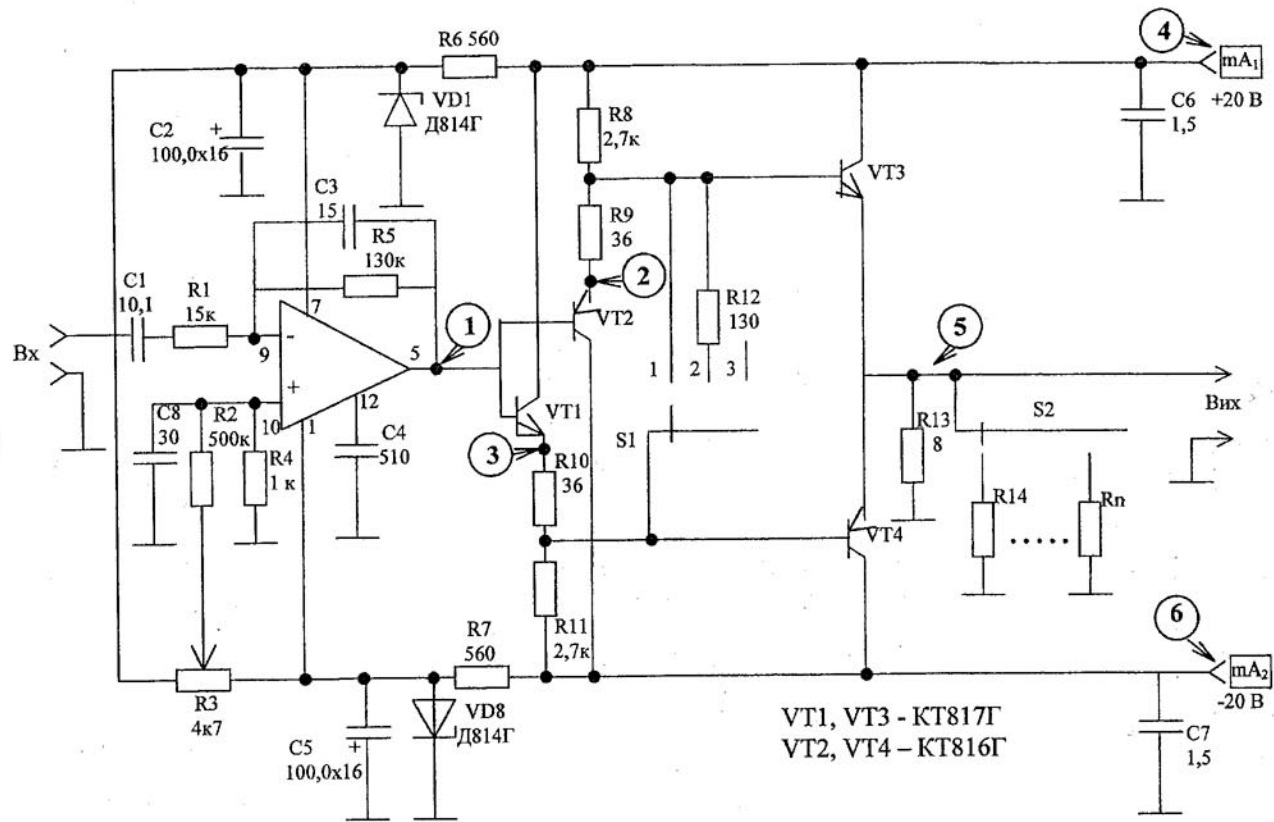 R6 560
4
mA₁
+20 В
C2
100,0x16
+
VD1
Д814Г
R8
2,7к
C6
1,5
VT3
C3
15
R5
130к
R9
36
2
C1
10,1
R1
15к
7
VT2
R12
130
Вх
9
-
+
5
1
1
2
3
5
12
10
1
C8
30
R2
500к
R4
1 к
C4
510
VT1
3
R10
36
S1
R13
8
S2
Вих
R14
Rn
.....
VT4
R11
2,7к
R7
560
6
mA₂
-20 В
R3
4к7
VD8
Д814Г
C5
100,0x16
+
VT1, VT3 - КТ817Г
VT2, VT4 – КТ816Г
C7
1,5